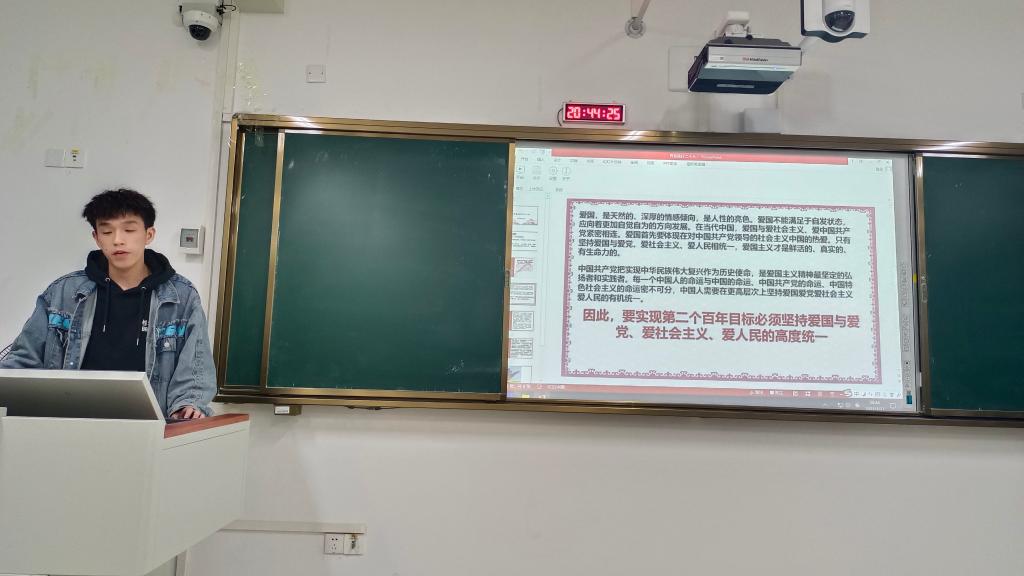 20:44:25
爱国，是天然的、深厚的情感倾向，是人性的亮色。爱国不能满足于自发状态，
应向着更加自觉自为的方向发展。在当代中国，爱国与爱社会主义、爱中国共产
党紧密相连。爱国首先要体现在对中国共产党领导的社会主义中国的热爱。只有
坚持爱国与爱党、爱社会主义、爱人民相统一，爱国主义才是鲜活的、真实的、
有生命力的。
中国共产党把实现中华民族伟大复兴作为历史使命，是爱国主义精神最坚定的弘
扬者和实践者。每一个中国人的命运与中国的命运、中国共产党的命运、中国特
色社会主义的命运密不可分，中国人需要在更高层次上坚持爱国爱党爱社会主义
爱人民的有机统一。
因此，要实现第二个百年目标必须坚持爱国与爱
党、爱社会主义、爱人民的高度统一